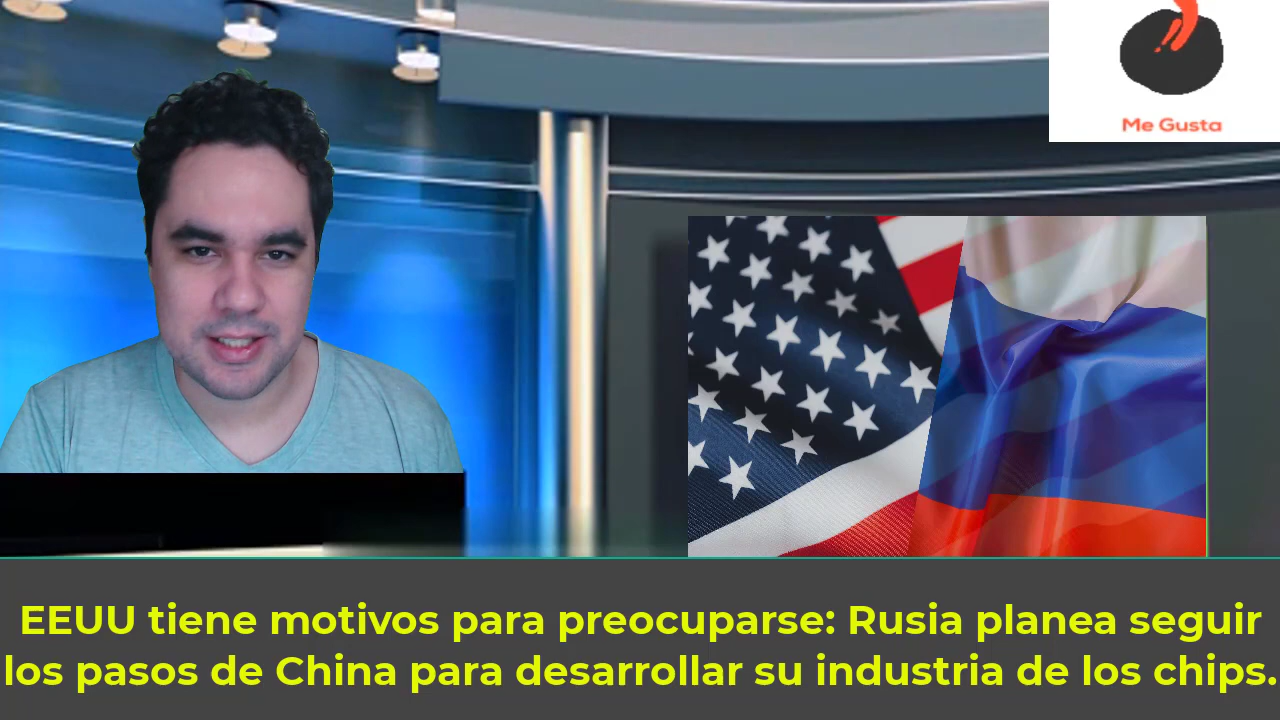 Me Gusta
EEUU tiene motivos para preocuparse: Rusia planea seguir
los pasos de China para desarrollar su industria de los chips.